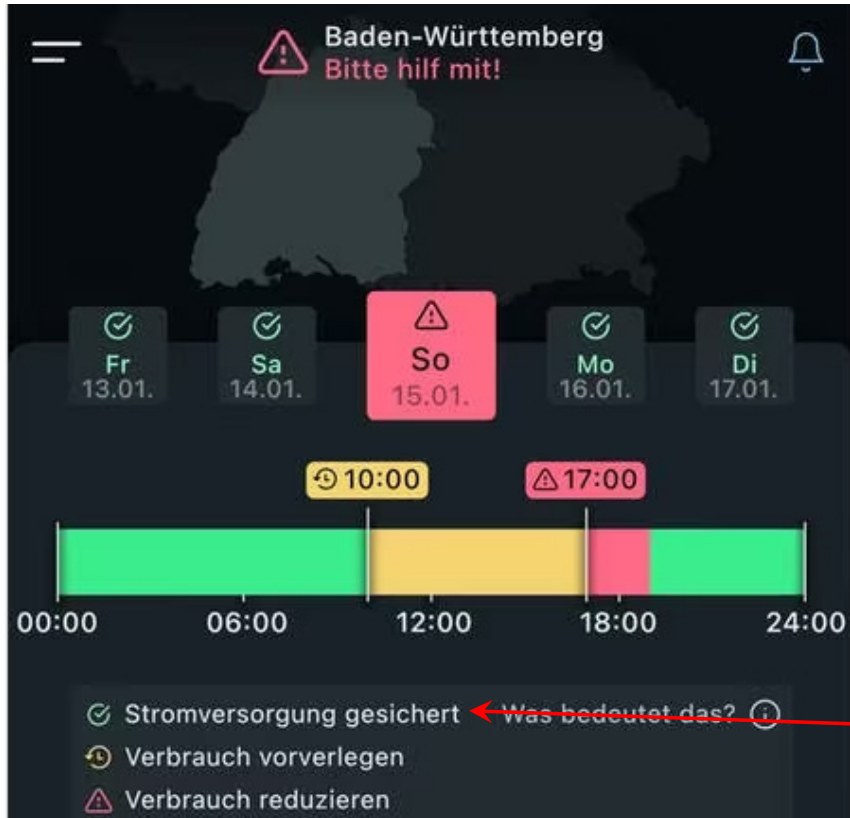 Baden-Württemberg
Bitte hilf mit!
Fr Sa So Mo Di
13.01. 14.01. 15.01. 16.01. 17.01.
10:00 17:00
00:00 06:00 12:00 18:00 24:00
Stromversorgung gesichert Was bedeutet das?
Verbrauch vorverlegen
Verbrauch reduzieren